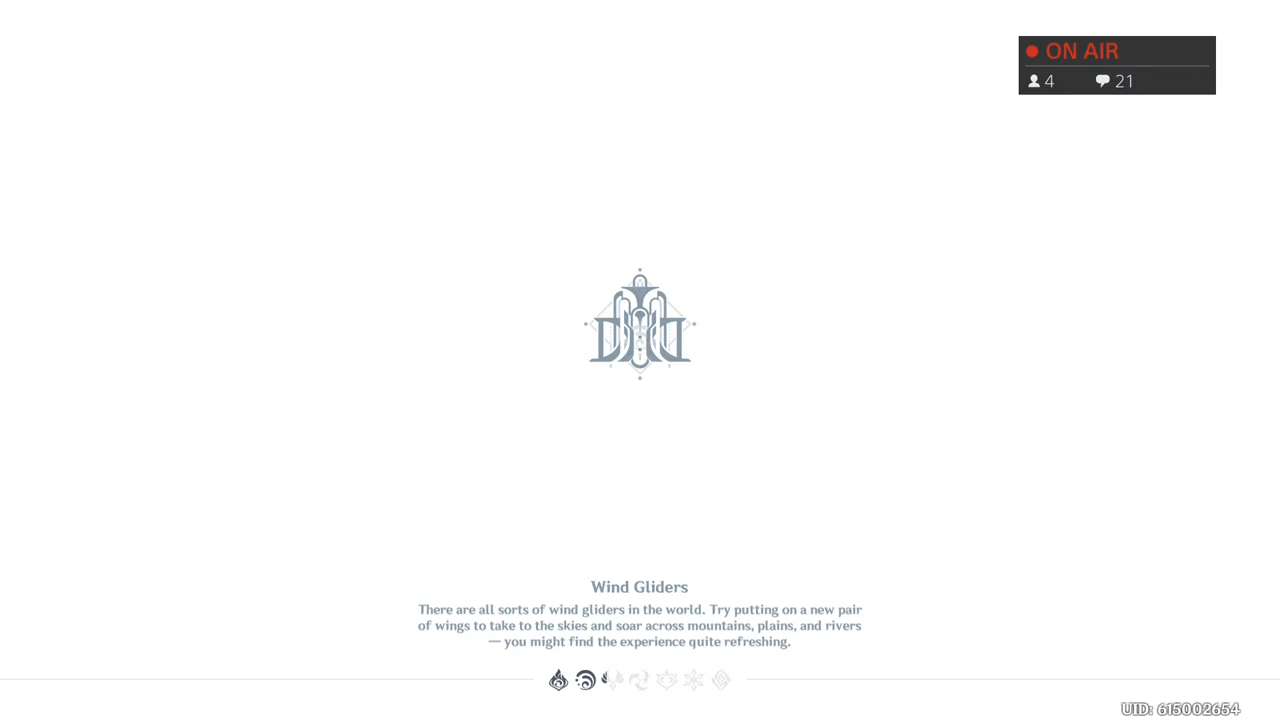 ON AIR
4 21
Wind Gliders
There are all sorts of wind gliders in the world. Try putting on a new pair
of wings to take to the skies and soar across mountains, plains, and rivers
— you might find the experience quite refreshing.
UID: 615002654